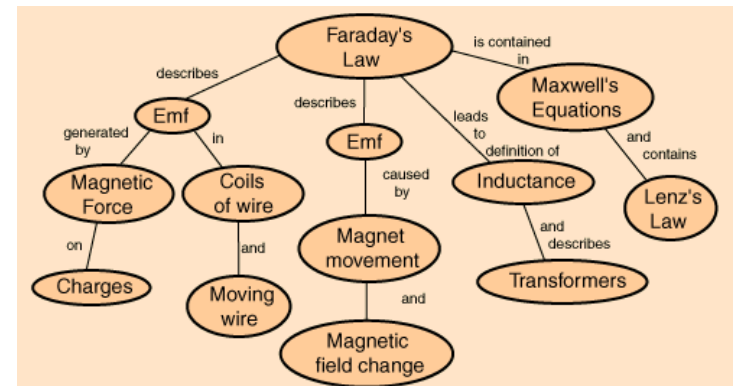 Faraday's
Law
is contained
in
Maxwell's
Equations
describes
describes
leads
to
definition of
Emf
generated
by
in
Emf
and
contains
caused
by
Magnetic
Force
Coils
of wire
Inductance
Lenz's
Law
on
and
Magnet
movement
and
describes
Charges
Moving
wire
and
Transformers
Magnetic
field change